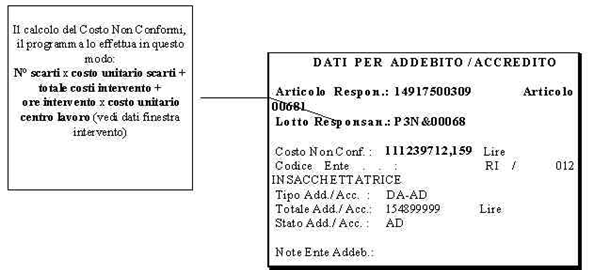 Il calcolo del Costo Non Conformi,
il programma lo effettua in questo
modo:
N° scarti x costo unitario scarti +
totale costi intervento +
ore intervento x costo unitario
centro lavoro (vedi dati finestra
intervento)
DATI PER ADDEBITO / ACCREDITO
Articolo Respon.: 14917500309 Articolo
00681
Lotto Responsan.: P3N&00068
Costo Non Conf. : 111239712,159 Lire
Codice Ente . . : RI / 012
INSACCHETTATRICE
Tipo Add./ Acc. : DA-AD
Totale Add./ Acc.: 154899999 Lire
Stato Add./ Acc. : AD
Note Ente Addeb.: